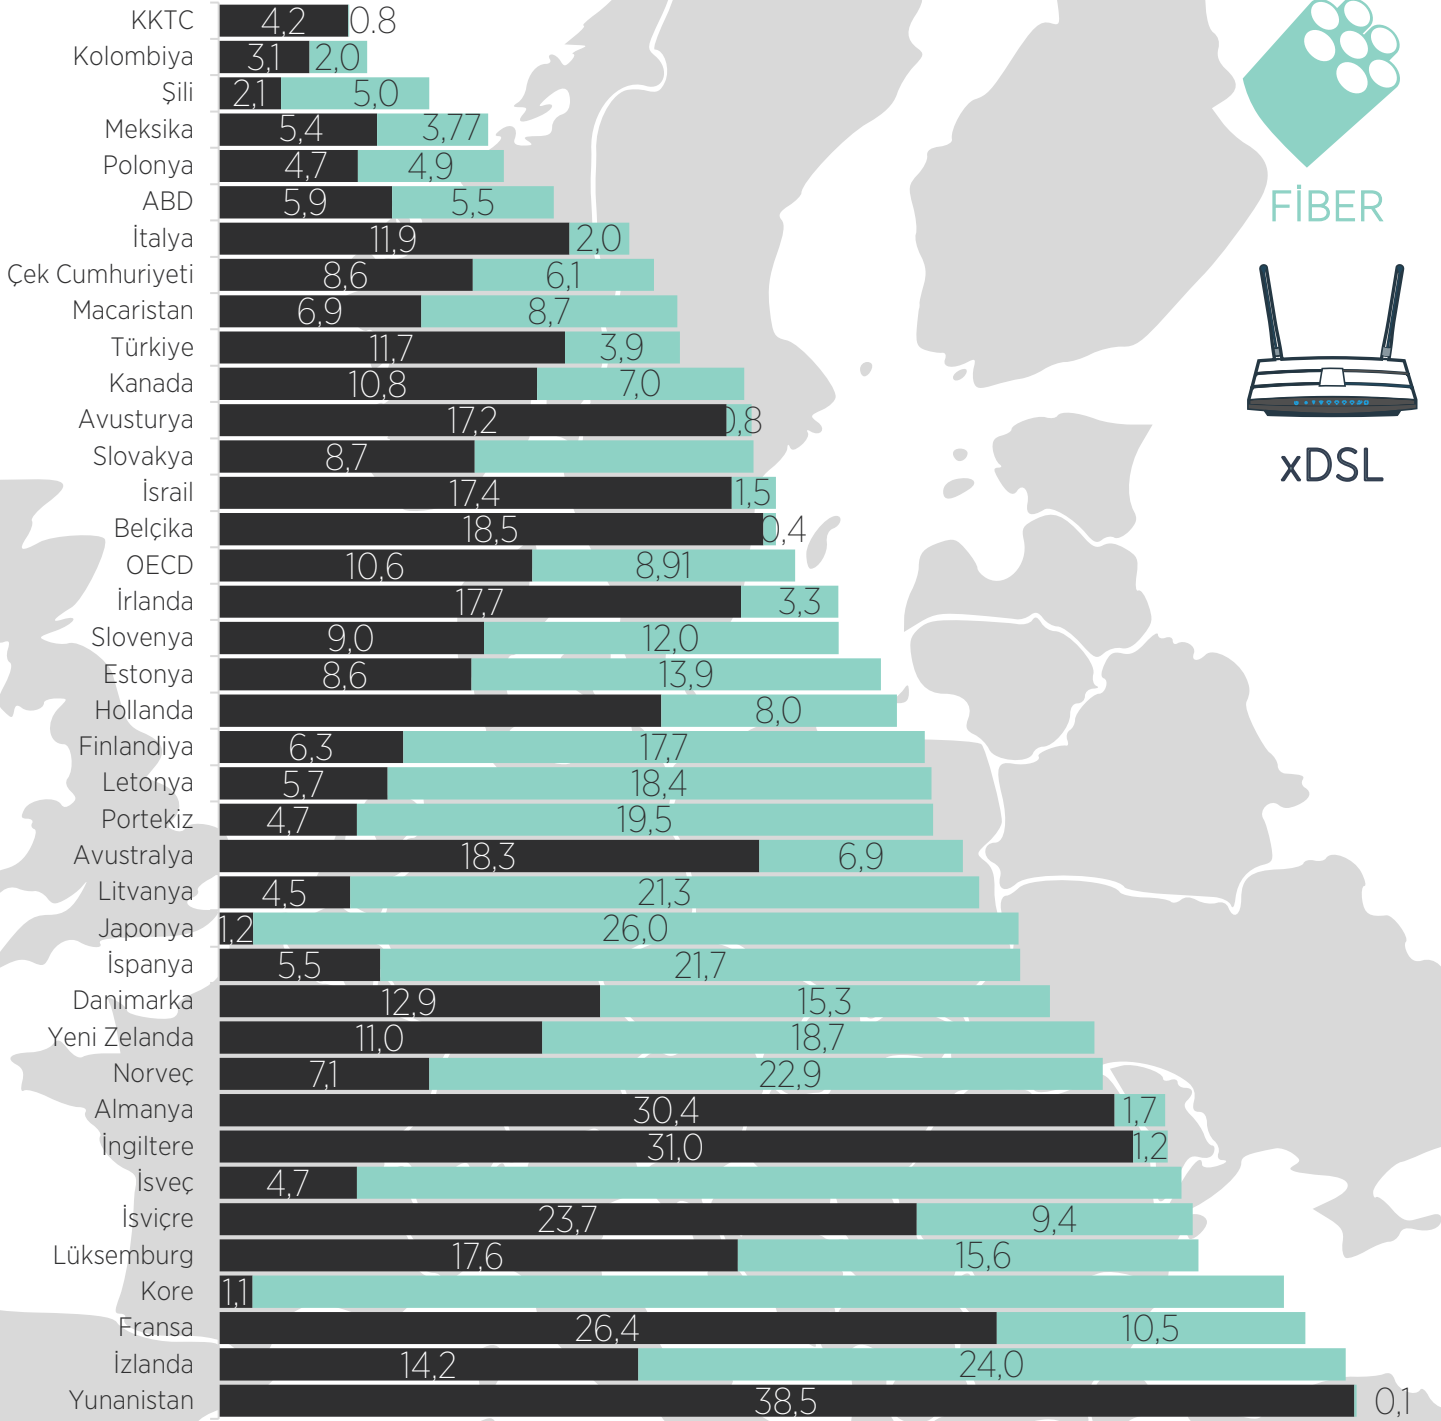 KKTC 4,2 0.8
Kolombiya 3,1 2,0
Şili 2,1 5,0
Meksika 5,4 3,77
Polonya 4,7 4,9
ABD 5,9 5,5
FİBER
İtalya 11,9 2,0
Çek Cumhuriyeti 8,6 6,1
Macaristan 6,9 8,7
Türkiye 11,7 3,9
Kanada 10,8 7,0
Avusturya 17,2 0,8
Slovakya 8,7
xDSL
İsrail 17,4 1,5
Belçika 18,5 0,4
OECD 10,6 8,91
İrlanda 17,7 3,3
Slovenya 9,0 12,0
Estonya 8,6 13,9
Hollanda 8,0
Finlandiya 6,3 17,7
Letonya 5,7 18,4
Portekiz 4,7 19,5
Avustralya 18,3 6,9
Litvanya 4,5 21,3
Japonya 1,2 26,0
İspanya 5,5 21,7
Danimarka 12,9 15,3
Yeni Zelanda 11,0 18,7
Norveç 7,1 22,9
Almanya 30,4 1,7
İngiltere 31,0 1,2
İsveç 4,7
İsviçre 23,7 9,4
Lüksemburg 17,6 15,6
Kore 1,1
Fransa 26,4 10,5
İzlanda 14,2 24,0
Yunanistan 38,5 0,1